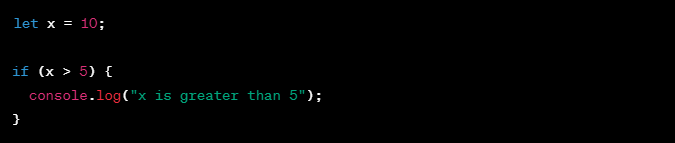 let x = 10;
if (x > 5) {
console.log("x is greater than 5");
}